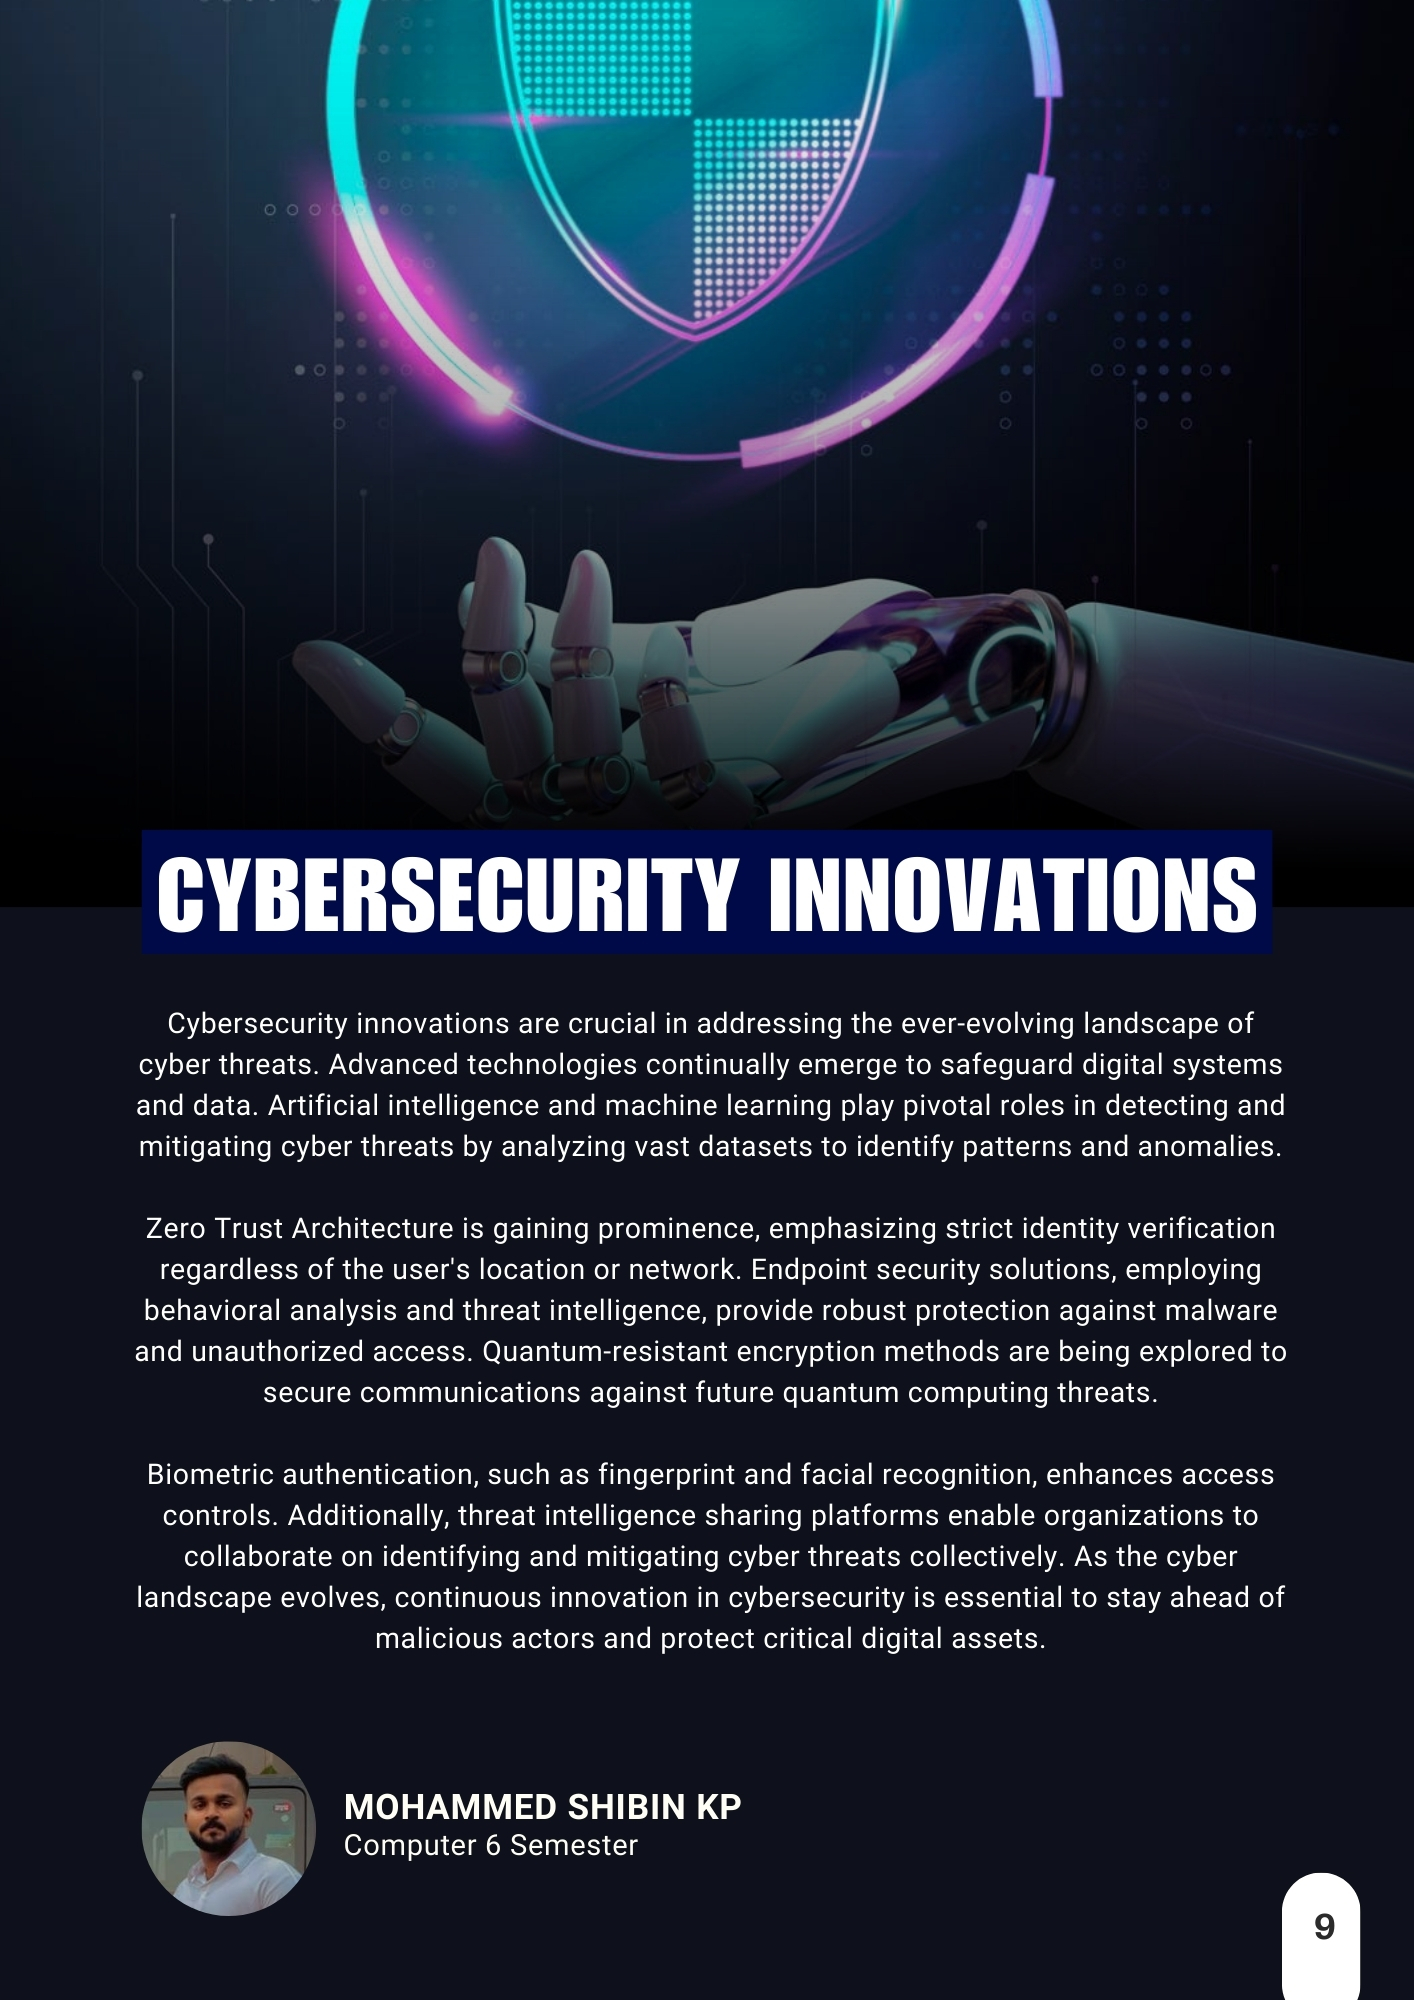 CYBERSECURITY INNOVATIONS
Cybersecurity innovations are crucial in addressing the ever-evolving landscape of
cyber threats. Advanced technologies continually emerge to safeguard digital systems
and data. Artificial intelligence and machine learning play pivotal roles in detecting and
mitigating cyber threats by analyzing vast datasets to identify patterns and anomalies.
Zero Trust Architecture is gaining prominence, emphasizing strict identity verification
regardless of the user's location or network. Endpoint security solutions, employing
behavioral analysis and threat intelligence, provide robust protection against malware
and unauthorized access. Quantum-resistant encryption methods are being explored to
secure communications against future quantum computing threats.
Biometric authentication, such as fingerprint and facial recognition, enhances access
controls. Additionally, threat intelligence sharing platforms enable organizations to
collaborate on identifying and mitigating cyber threats collectively. As the cyber
landscape evolves, continuous innovation in cybersecurity is essential to stay ahead of
malicious actors and protect critical digital assets.
MOHAMMED SHIBIN KP
Computer 6 Semester
9